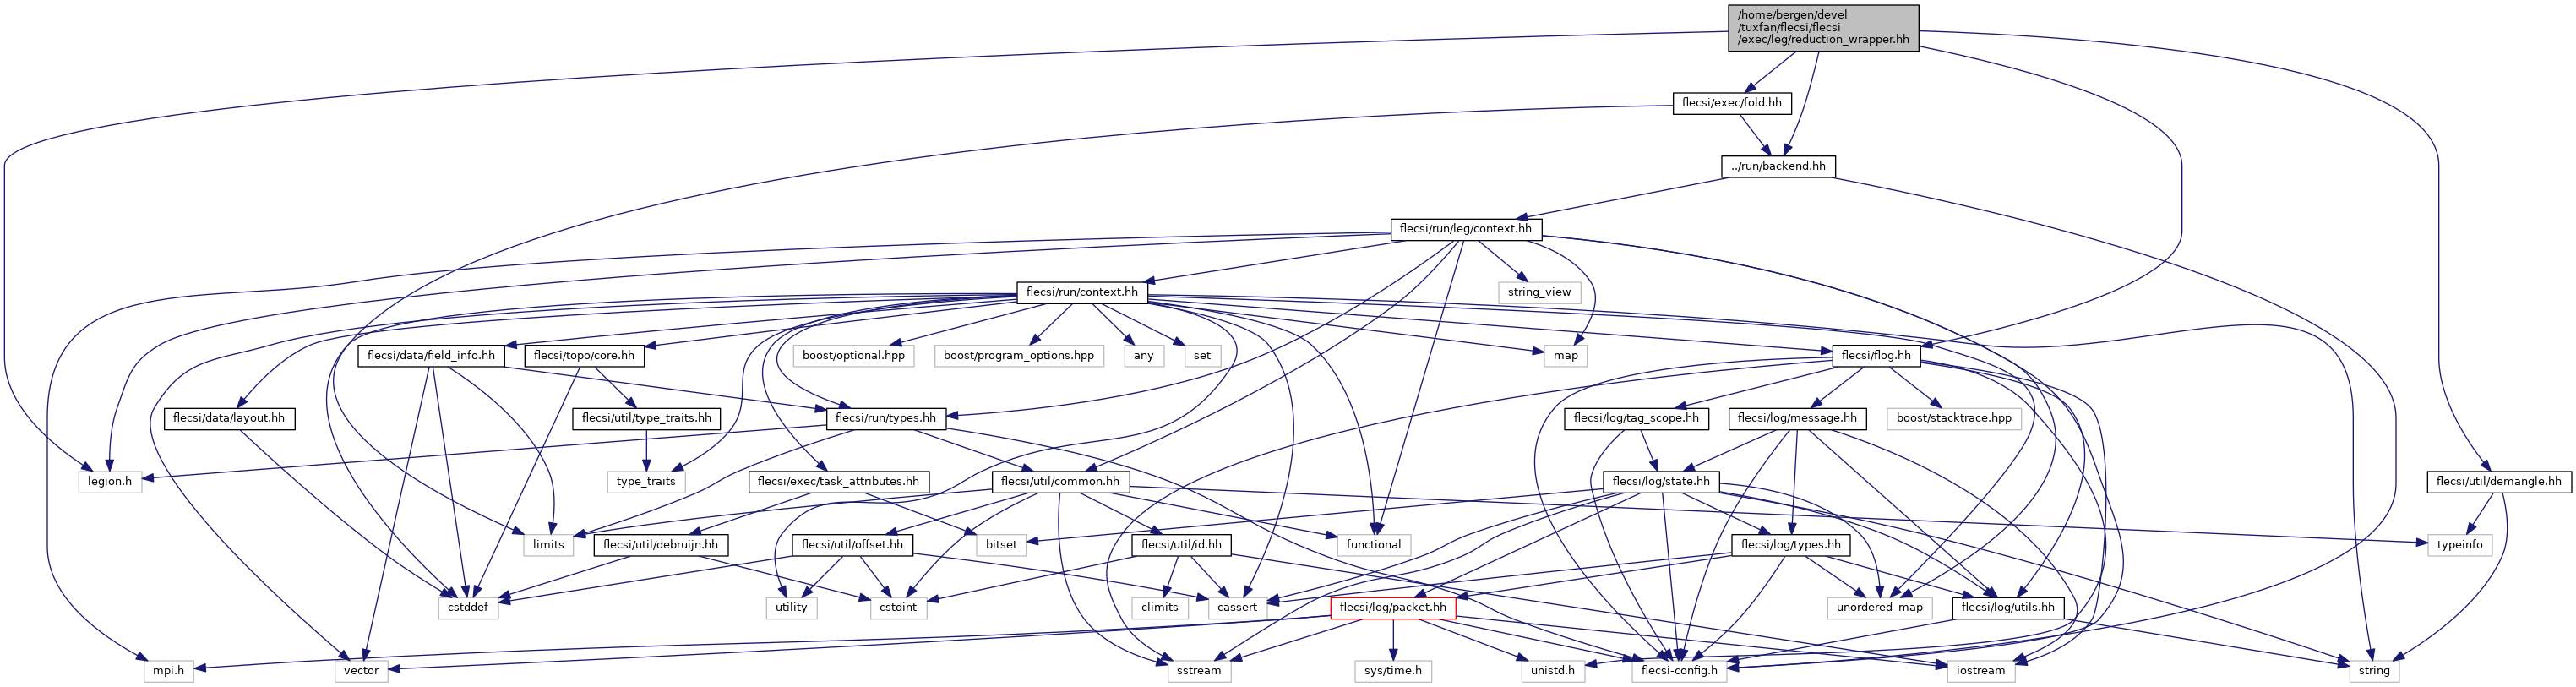 /home/bergen/devel
/tuxfan/flecsi/flecsi
/exec/leg/reduction_wrapper.hh
flecsi/exec/fold.hh
../run/backend.hh
flecsi/run/leg/context.hh
flecsi/run/context.hh
string_view
flecsi/data/field_info.hh
flecsi/topo/core.hh
boost/optional.hpp
boost/program_options.hpp
any
set
map
flecsi/flog.hh
flecsi/data/layout.hh
flecsi/util/type_traits.hh
flecsi/run/types.hh
flecsi/log/tag_scope.hh
flecsi/log/message.hh
boost/stacktrace.hpp
legion.h
type_traits
flecsi/exec/task_attributes.hh
flecsi/util/common.hh
flecsi/log/state.hh
flecsi/util/demangle.hh
limits
flecsi/util/debruijn.hh
flecsi/util/offset.hh
bitset
flecsi/util/id.hh
functional
flecsi/log/types.hh
typeinfo
cstddef
utility
cstdint
climits
cassert
flecsi/log/packet.hh
unordered_map
flecsi/log/utils.hh
mpi.h
vector
sstream
sys/time.h
unistd.h
flecsi-config.h
iostream
string